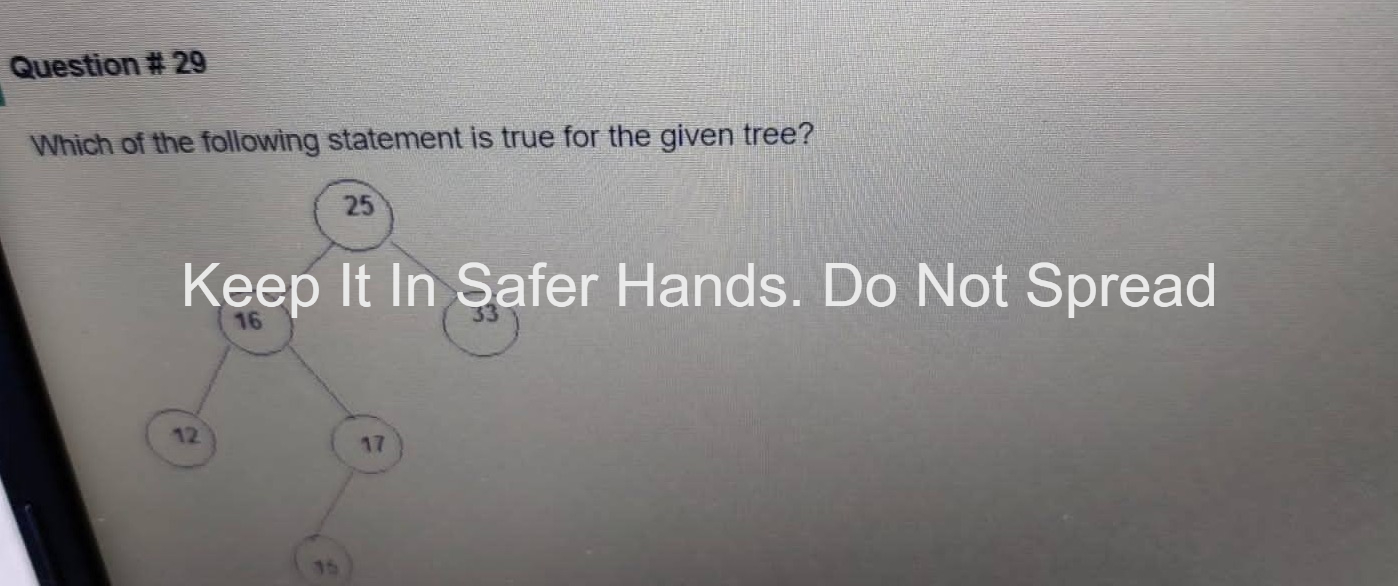 Question # 29
Which of the following statement is true for the given tree?
25
Keep It In Safer Hands. Do Not Spread
16 33
12 17
15